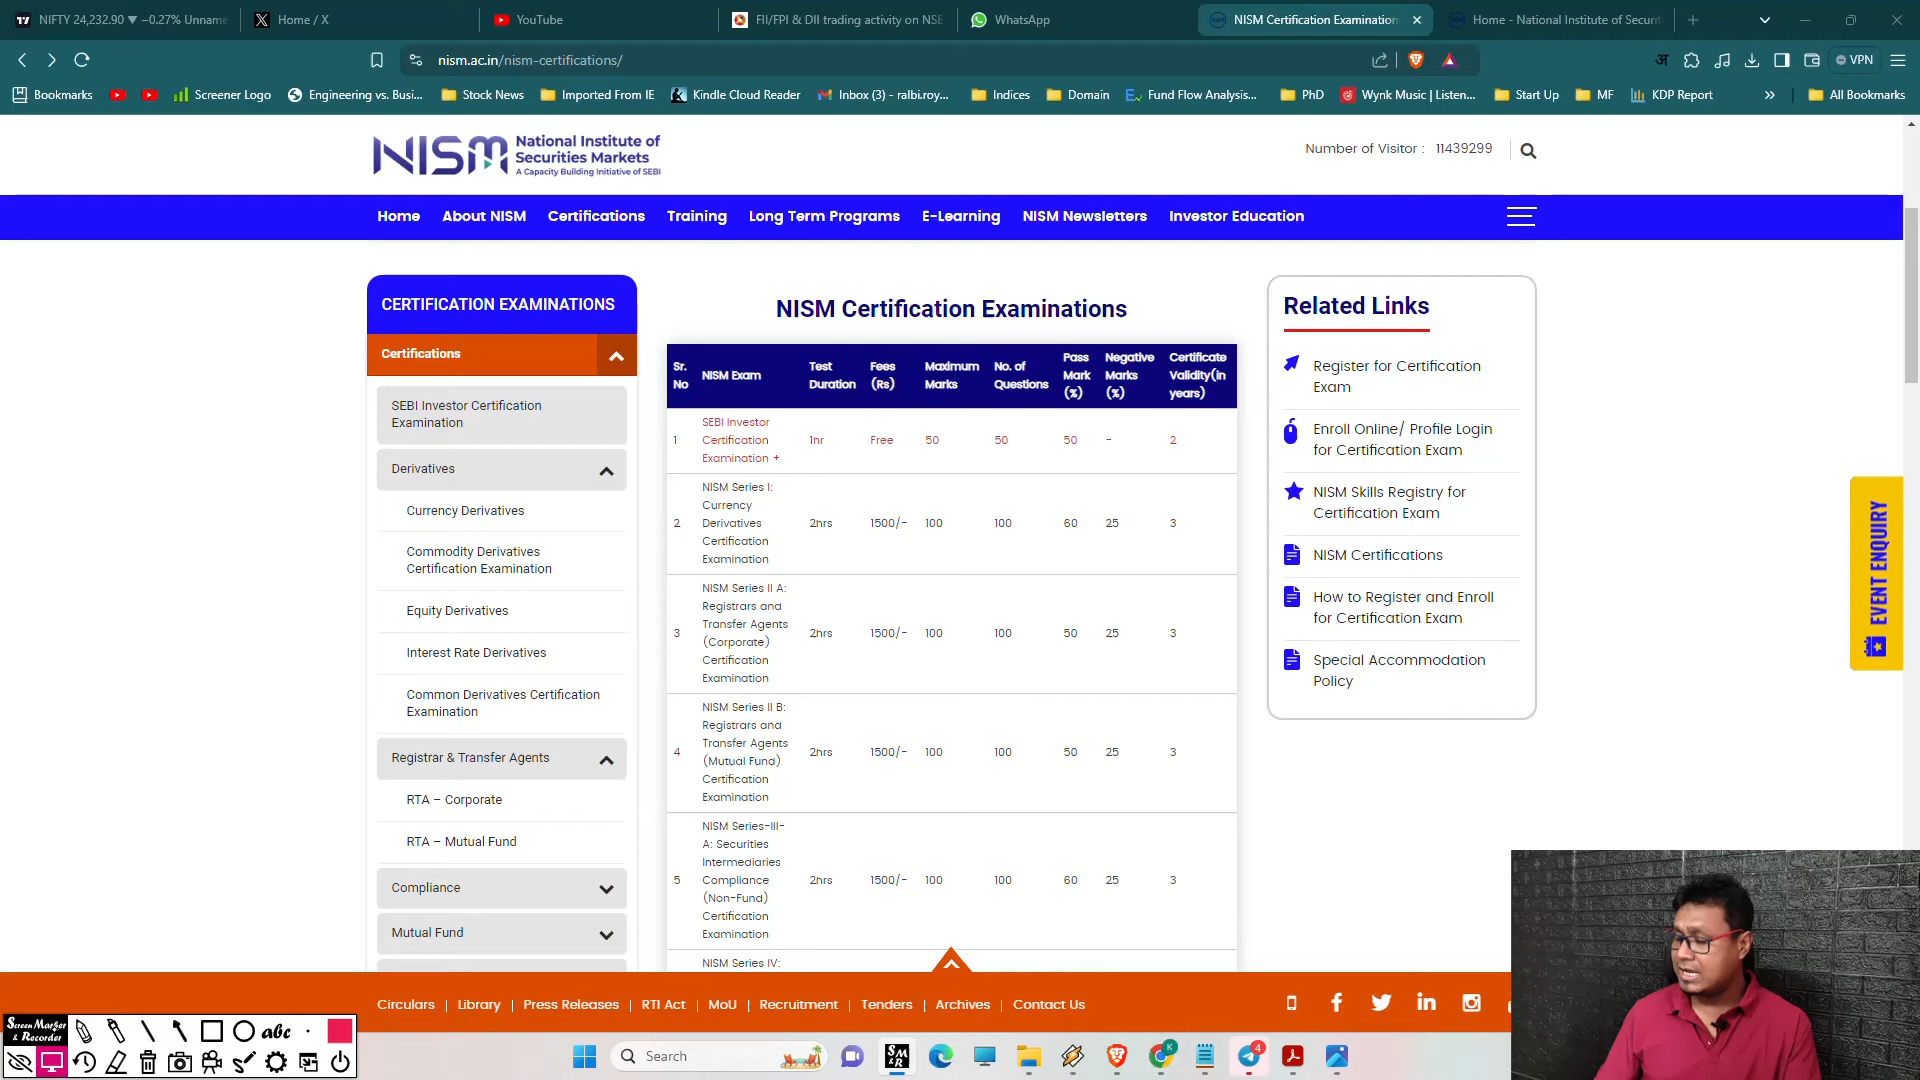 NIFTY 24,232.90 ▼ −0.27% Unname
Home / X
YouTube
FII/FPI & DII trading activity on NSE
WhatsApp
NISM Certification Examination
Home - National Institute of Securit
nism.ac.in/nism-certifications/
अ
VPN
Bookmarks
Screener Logo
Engineering vs. Busi...
Stock News
Imported From IE
Kindle Cloud Reader
Inbox (3) - ralbi.roy...
Indices
Domain
Fund Flow Analysis...
PhD
Wynk Music | Listen...
Start Up
MF
KDP Report
All Bookmarks
NISM
National Institute of
Securities Markets
A Capacity Building Initiative of SEBI
Number of Visitor : 11439299
Home
About NISM
Certifications
Training
Long Term Programs
E-Learning
NISM Newsletters
Investor Education
CERTIFICATION EXAMINATIONS
Certifications
SEBI Investor Certification
Examination
Derivatives
Currency Derivatives
Commodity Derivatives
Certification Examination
Equity Derivatives
Interest Rate Derivatives
Common Derivatives Certification
Examination
Registrar & Transfer Agents
RTA – Corporate
RTA – Mutual Fund
Compliance
Mutual Fund
NISM Certification Examinations
Sr. No
NISM Exam
Test Duration
Fees (Rs)
Maximum Marks
No. of Questions
Pass Mark (%)
Negative Marks (%)
Certificate Validity(in years)
1
SEBI Investor
Certification
Examination +
1hr
Free
50
50
50
-
2
2
NISM Series I:
Currency
Derivatives
Certification
Examination
2hrs
1500/-
100
100
60
25
3
3
NISM Series II A:
Registrars and
Transfer Agents
(Corporate)
Certification
Examination
2hrs
1500/-
100
100
50
25
3
4
NISM Series II B:
Registrars and
Transfer Agents
(Mutual Fund)
Certification
Examination
2hrs
1500/-
100
100
50
25
3
5
NISM Series-III-
A: Securities
Intermediaries
Compliance
(Non-Fund)
Certification
Examination
2hrs
1500/-
100
100
60
25
3
NISM Series IV:
Related Links
Register for Certification
Exam
Enroll Online/ Profile Login
for Certification Exam
NISM Skills Registry for
Certification Exam
NISM Certifications
How to Register and Enroll
for Certification Exam
Special Accommodation
Policy
EVENT ENQUIRY
Circulars | Library | Press Releases | RTI Act | MoU | Recruitment | Tenders | Archives | Contact Us
Screen Marker
& Recorder
abc
Search
SM
&R
K
4